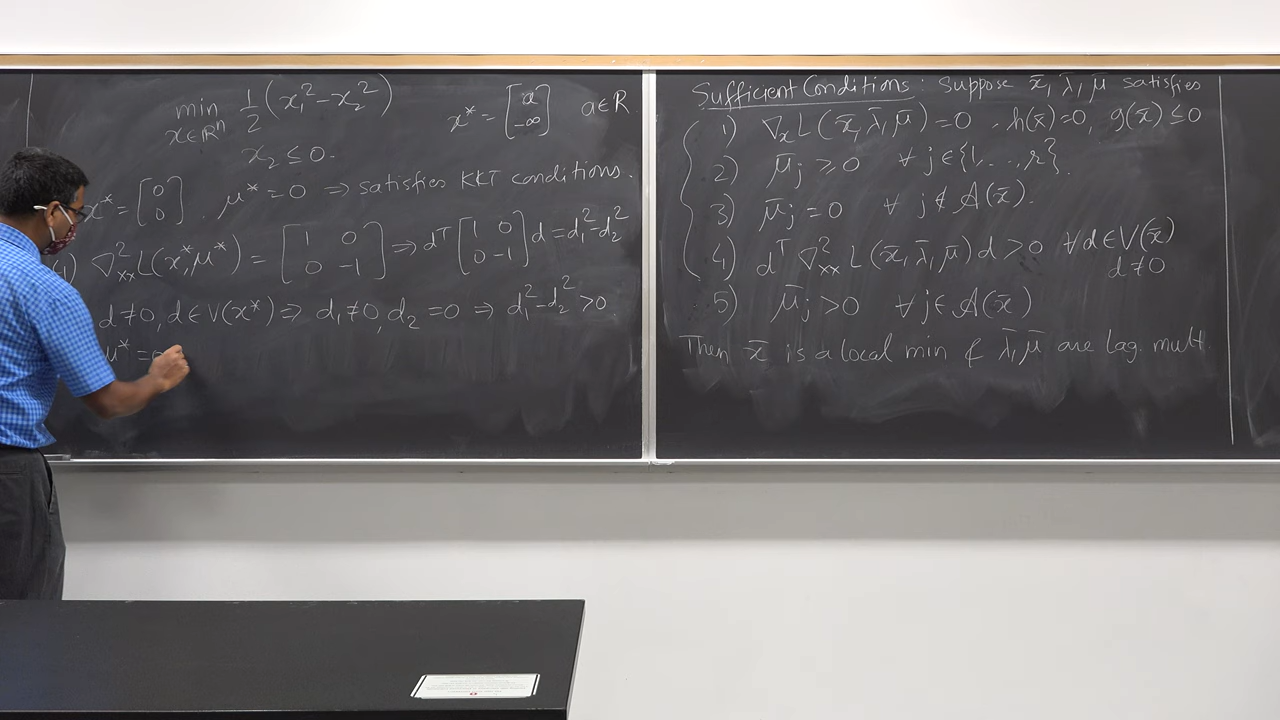 min 1/2 (x₁² − x₂²)
x∈ℝⁿ
x₂ ≤ 0.
x* = [a −∞] a∈ℝ
x* = [0 0], μ* = 0 ⇒ satisfies KKT conditions.
∇²ₓₓ L(x*, μ*) = [1 0 0 −1] ⇒ dᵀ [1 0 0 −1] d = d₁² − d₂²
d≠0, d∈V(x*) ⇒ d₁≠0, d₂ = 0 ⇒ d₁² − d₂² > 0.
μ* =
Sufficient Conditions: Suppose x̄, λ̄, μ̄ satisfies
1) ∇ₓL(x̄, λ̄, μ̄) = 0, h(x̄)=0, g(x̄) ≤ 0
2) μ̄ⱼ ≥ 0 ∀ j∈{1,...,r}.
3) μ̄ⱼ = 0 ∀ j∉A(x̄).
4) dᵀ ∇²ₓₓ L(x̄, λ̄, μ̄) d > 0 ∀ d∈V(x̄)
d≠0
5) μ̄ⱼ > 0 ∀ j∈A(x̄)
Then x̄ is a local min & λ̄, μ̄ are lag. mult.